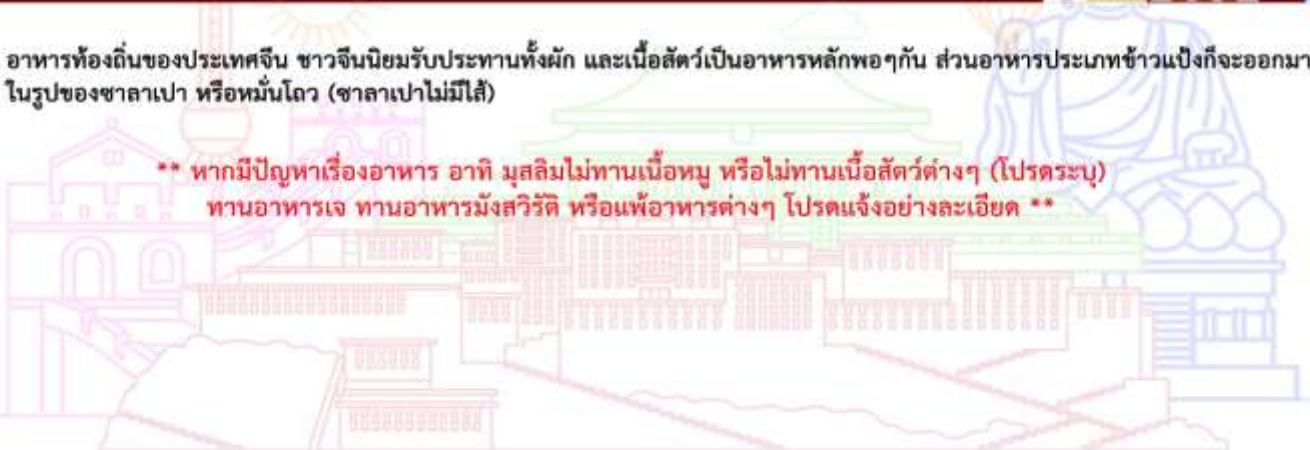 อาหารท้องถิ่นของประเทศจีน ชาวจีนนิยมรับประทานทั้งผัก และเนื้อสัตว์เป็นอาหารหลักพอๆกัน ส่วนอาหารประเภทข้าวแป้งก็จะออกมา
ในรูปของซาลาเปา หรือหมั่นโถว (ซาลาเปาไม่มีไส้)
** หากมีปัญหาเรื่องอาหาร อาทิ มุสลิมไม่ทานเนื้อหมู หรือไม่ทานเนื้อสัตว์ต่างๆ (โปรดระบุ)
ทานอาหารเจ ทานอาหารมังสวิรัติ หรือแพ้อาหารต่างๆ โปรดแจ้งอย่างละเอียด **